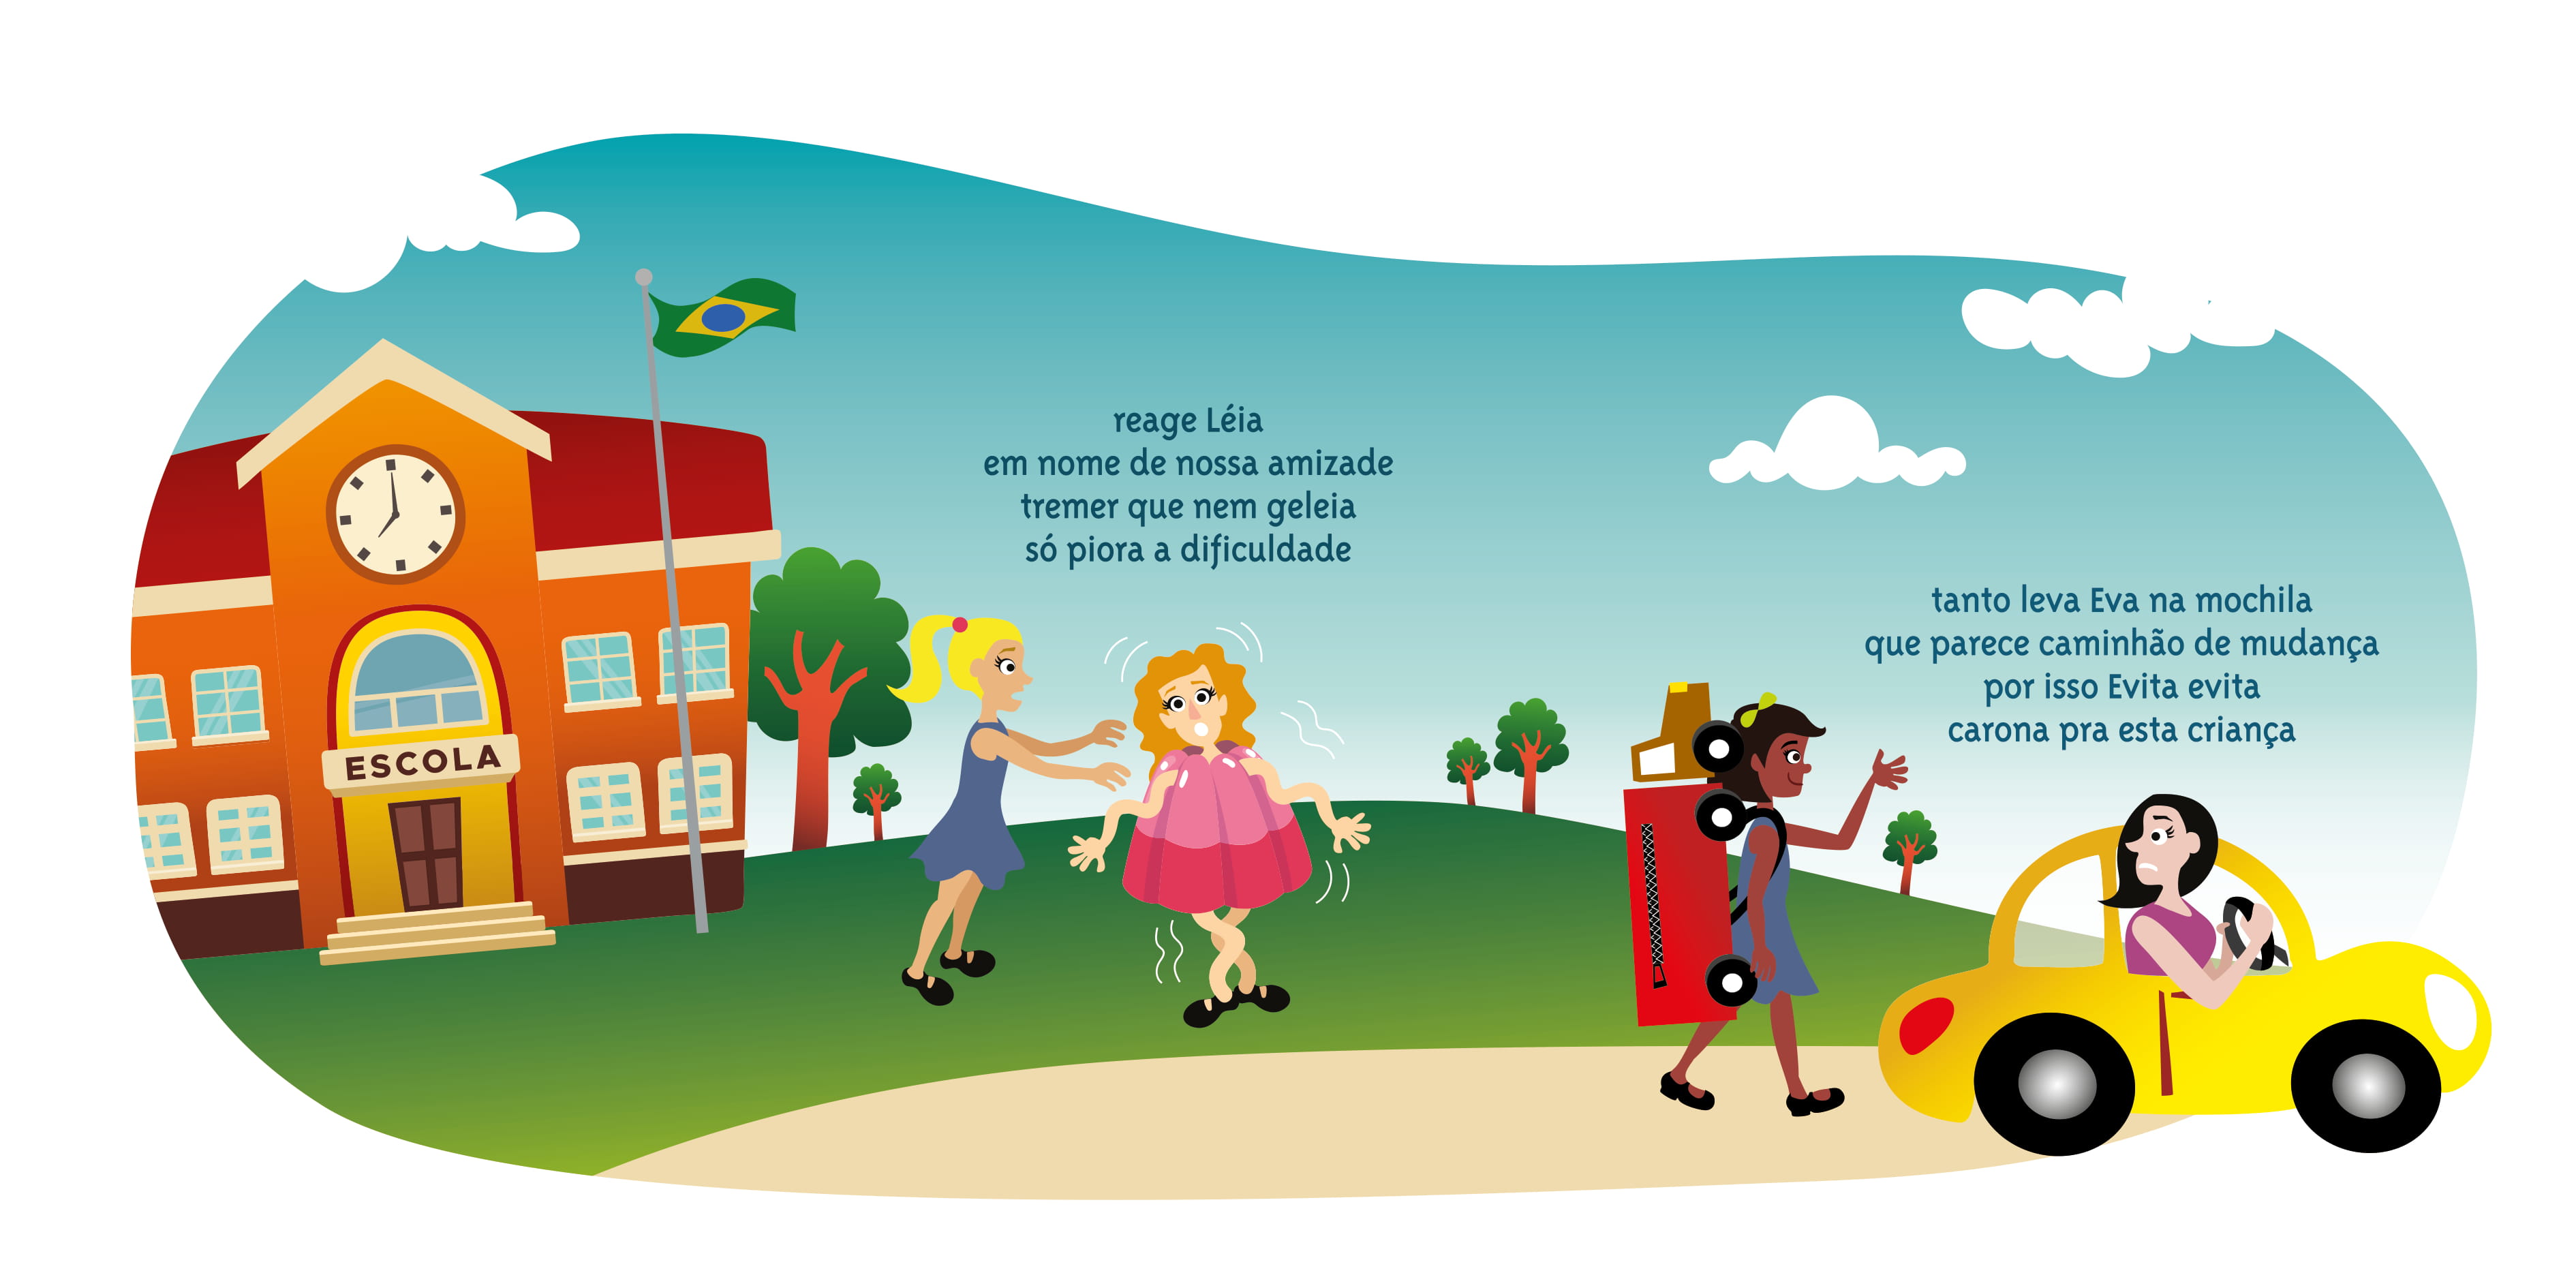 ESCOLA
reage Léia
em nome de nossa amizade
tremer que nem geleia
só piora a dificuldade
tanto leva Eva na mochila
que parece caminhão de mudança
por isso Evita evita
carona pra esta criança